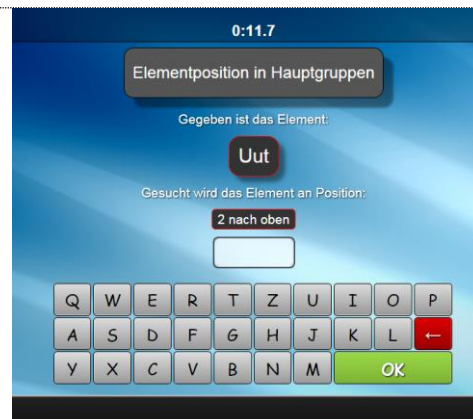 0:11.7
Elementposition in Hauptgruppen
Gegeben ist das Element:
Uut
Gesucht wird das Element an Position:
2 nach oben
Q W E R T Z U I O P
A S D F G H J K L ←
Y X C V B N M OK